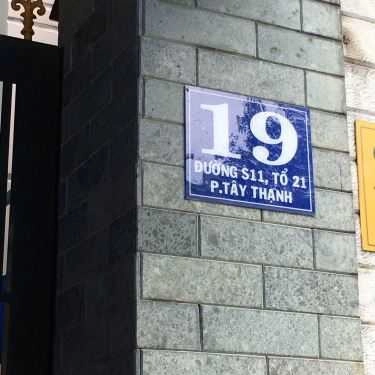 19
ĐƯỜNG S11, TỔ 21
P.TÂY THẠNH